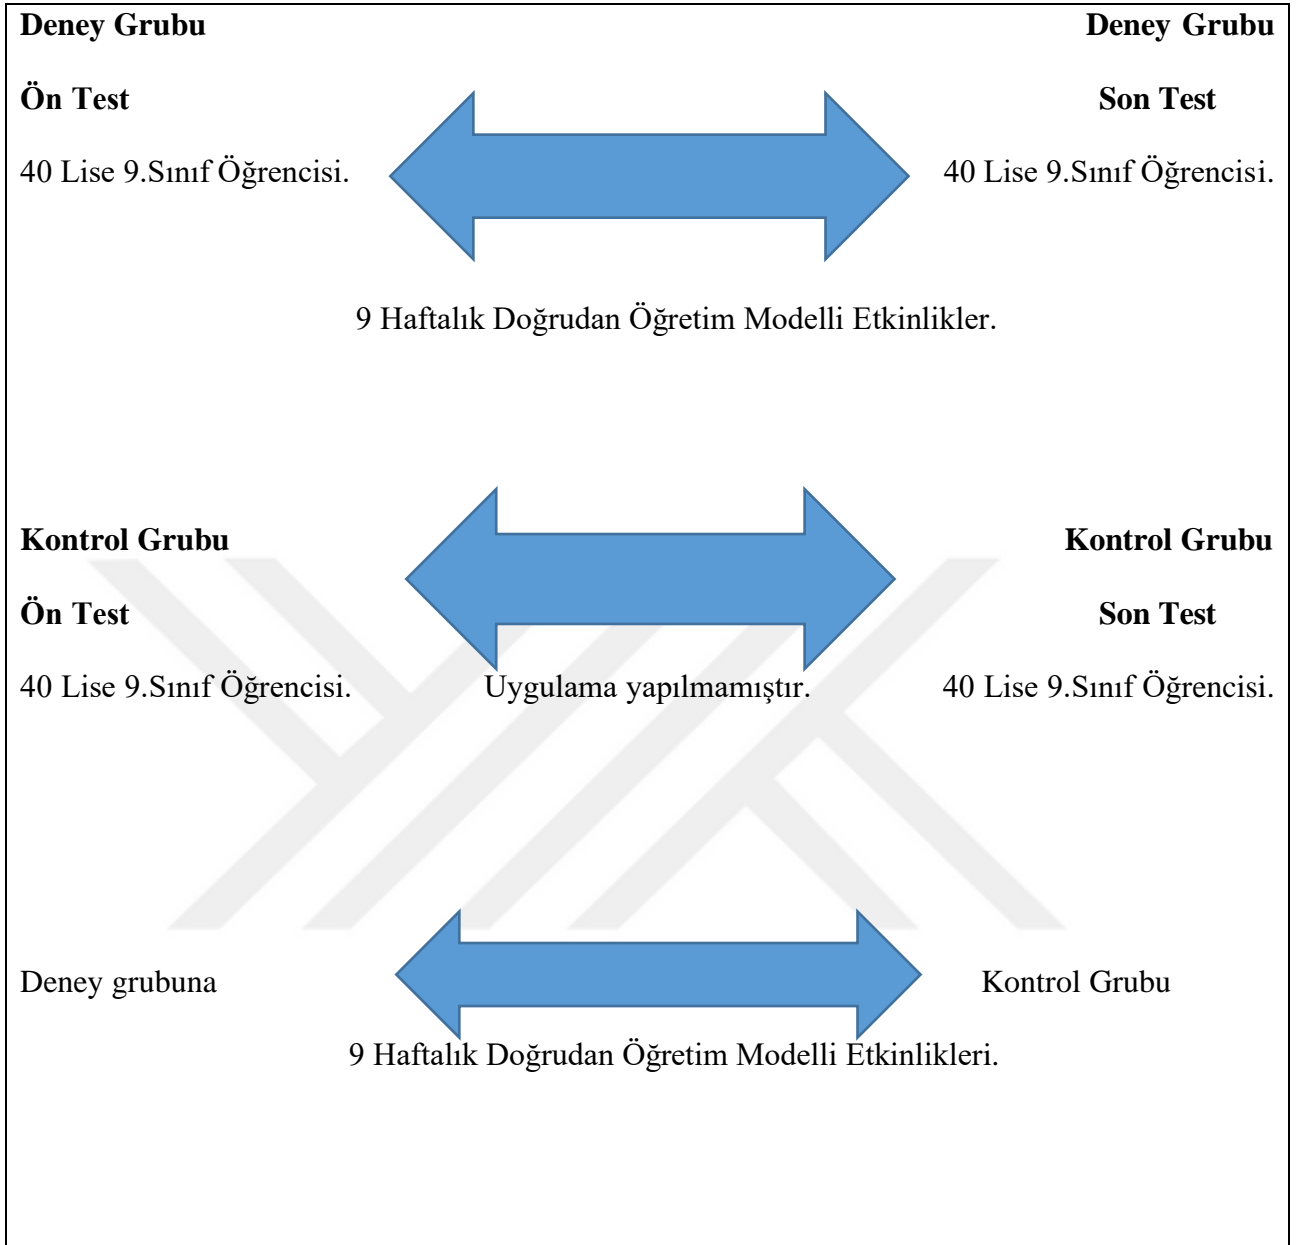 Deney Grubu Deney Grubu
Ön Test Son Test
40 Lise 9.Sınıf Öğrencisi. 40 Lise 9.Sınıf Öğrencisi.
9 Haftalık Doğrudan Öğretim Modelli Etkinlikler.
Kontrol Grubu Kontrol Grubu
Ön Test Son Test
40 Lise 9.Sınıf Öğrencisi. Uygulama yapılmamıştır. 40 Lise 9.Sınıf Öğrencisi.
Deney grubuna Kontrol Grubu
9 Haftalık Doğrudan Öğretim Modelli Etkinlikleri.